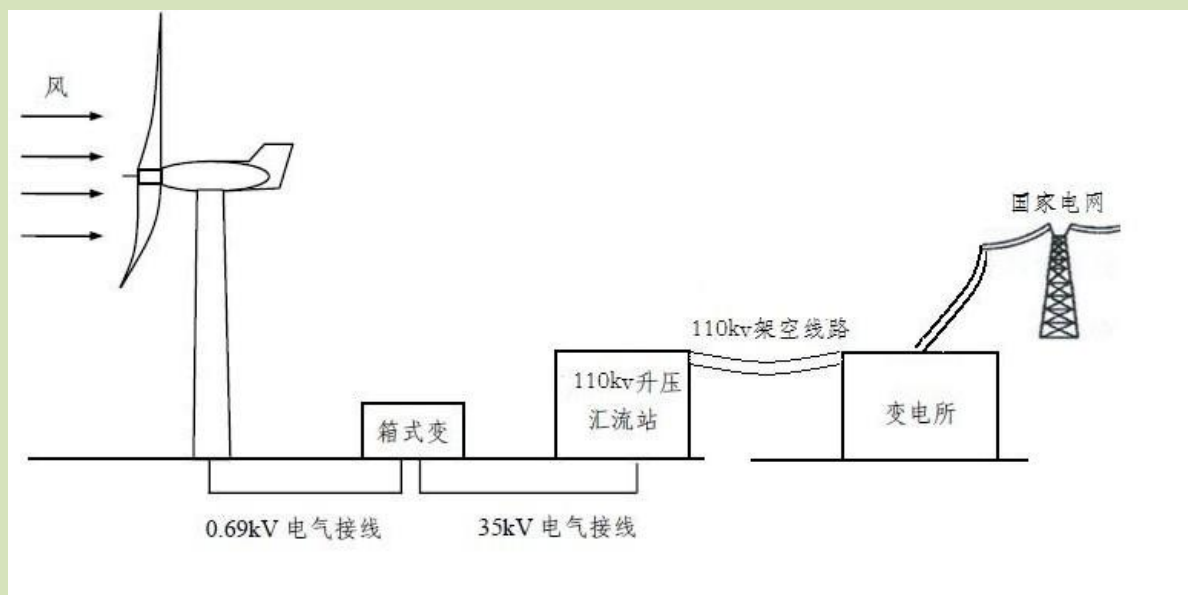 风
国家电网
110kv架空线路
110kv升压
汇流站
变电所
箱式变
0.69kV 电气接线
35kV 电气接线